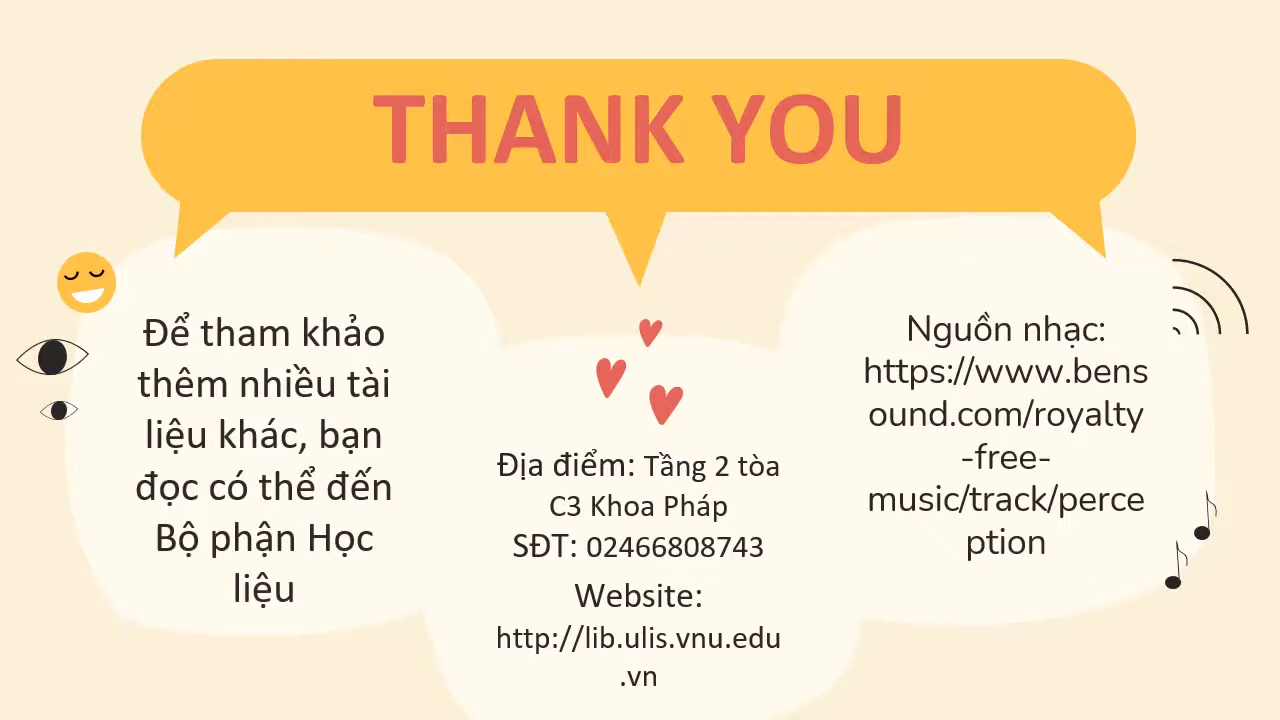 THANK YOU
Để tham khảo
thêm nhiều tài
liệu khác, bạn
đọc có thể đến
Bộ phận Học
liệu
Địa điểm: Tầng 2 tòa
C3 Khoa Pháp
SĐT: 02466808743
Website:
http://lib.ulis.vnu.edu
.vn
Nguồn nhạc:
https://www.bens
ound.com/royalty
-free-
music/track/perce
ption